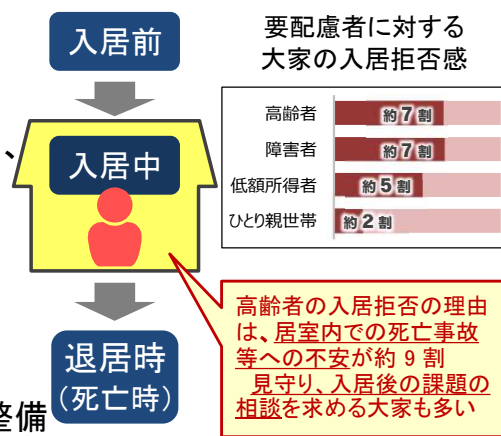 入居前
、
入居中
退居時
(死亡時)
整備
要配慮者に対する
大家の入居拒否感
高齢者 約7割
障害者 約7割
低額所得者 約5割
ひとり親世帯 約2割
高齢者の入居拒否の理由
は、居室内での死亡事故
等への不安が約 9 割
見守り、入居後の課題の
相談を求める大家も多い